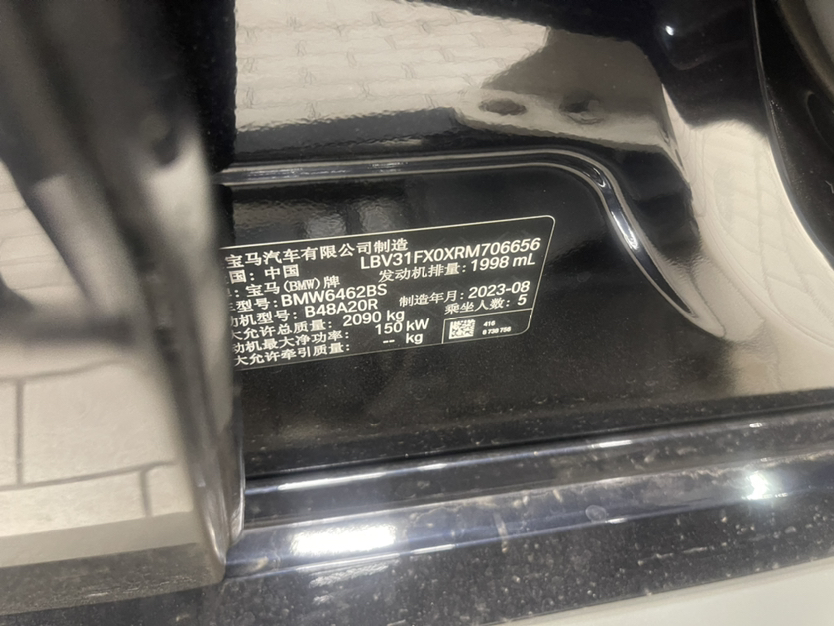 宝马汽车有限公司制造
国: 中国 LBV31FX0XRM706656
: 宝马(BMW)牌 发动机排量: 1998 mL
型号: BMW6462BS
动机型号: B48A20R 制造年月: 2023-08
大允许总质量: 2090 kg 乘坐人数: 5
动机最大净功率: 150 kW
大允许牵引质量: -- kg
416